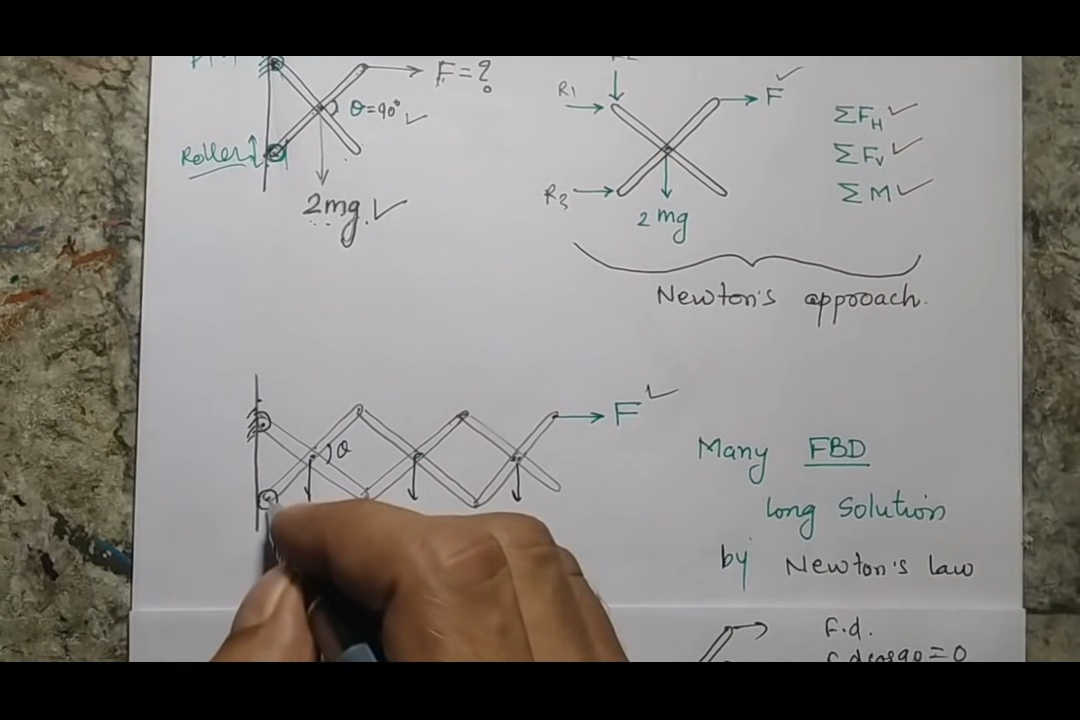 F = ?
θ = 90°
Roller
2mg.
R1
F
R3
2 mg
ΣFH
ΣFV
ΣM
Newton's approach.
θ
F
Many FBD
long solution
by Newton's law
F.d.